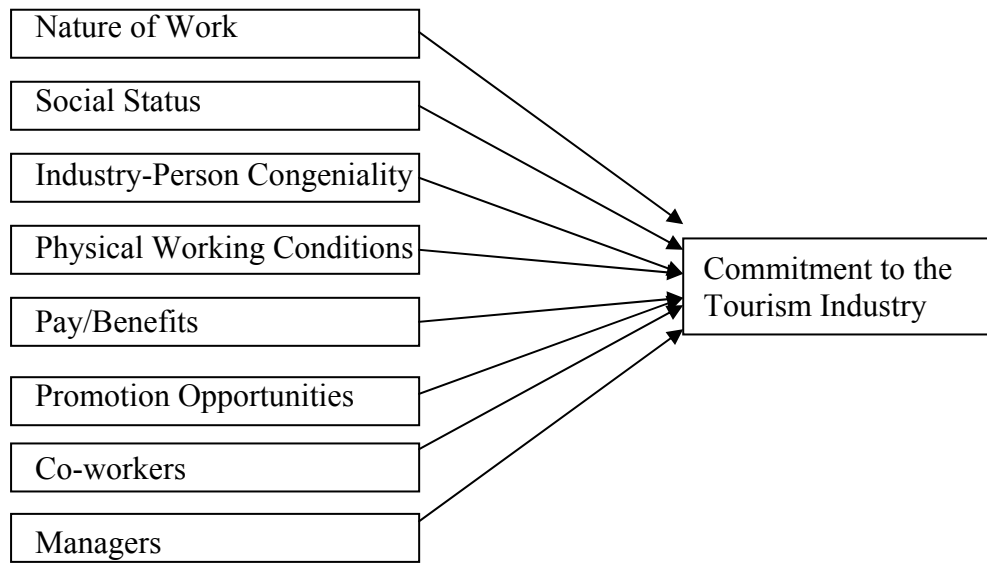 Nature of Work
Social Status
Industry-Person Congeniality
Physical Working Conditions
Pay/Benefits
Promotion Opportunities
Co-workers
Managers
Commitment to the
Tourism Industry